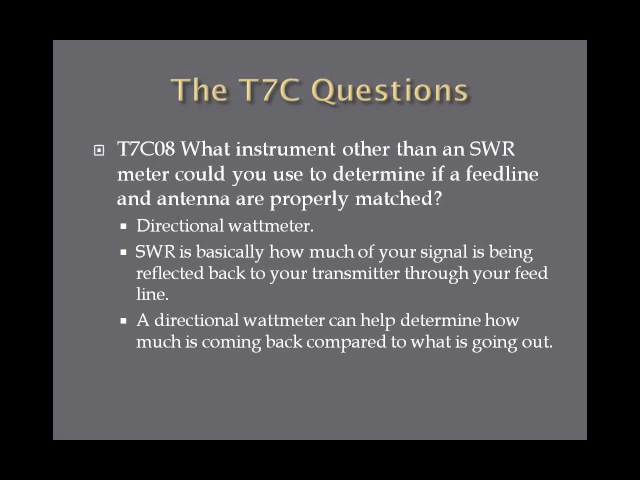 The T7C Questions
T7C08 What instrument other than an SWR
meter could you use to determine if a feedline
and antenna are properly matched?
Directional wattmeter.
SWR is basically how much of your signal is being
reflected back to your transmitter through your feed
line.
A directional wattmeter can help determine how
much is coming back compared to what is going out.